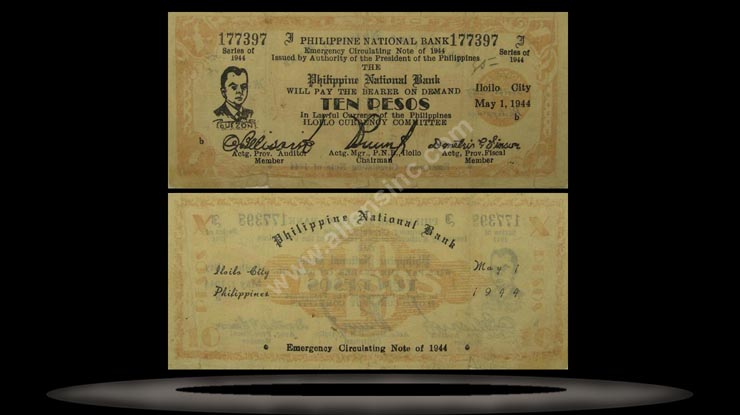 177397 J PHILIPPINE NATIONAL BANK 177397 J
Series of 1944 Emergency Circulating Note of 1944 Series of 1944
Issued by Authority of the President of the Philippines
THE
Philippine National Bank
WILL PAY THE BEARER ON DEMAND Iloilo City
TEN PESOS May 1, 1944
In Lawful Currency of the Philippines b
ILOILO CURRENCY COMMITTEE
QUEZON
b
Actg. Prov. Auditor Actg. Mgr., P.N.B., Iloilo Actg. Prov. Fiscal
Member Chairman Member
Philippine National Bank
Iloilo City May 1
Philippines 1944
Emergency Circulating Note of 1944
TEN PESOS
10 10